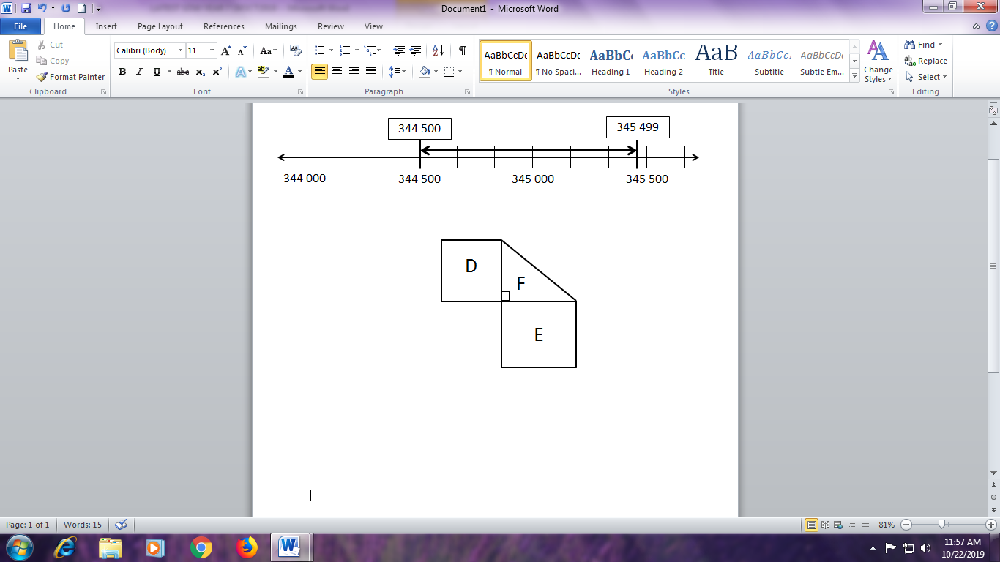 Document1 - Microsoft Word
File Home Insert Page Layout References Mailings Review View
Paste
Cut
Copy
Format Painter
Clipboard
Calibri (Body) 11
B I U abc x₂ x²
Font
Paragraph
AaBbCcDc AaBbCcDc AaBbCc AaBbCc AaB AaBbCc. AaBbCcDc
¶ Normal ¶ No Spaci... Heading 1 Heading 2 Title Subtitle Subtle Em...
Change Styles
Styles
Find
Replace
Select
Editing
344 500 345 499
344 000 344 500 345 000 345 500
D
F
E
Page: 1 of 1 Words: 15 81%
11:57 AM
10/22/2019